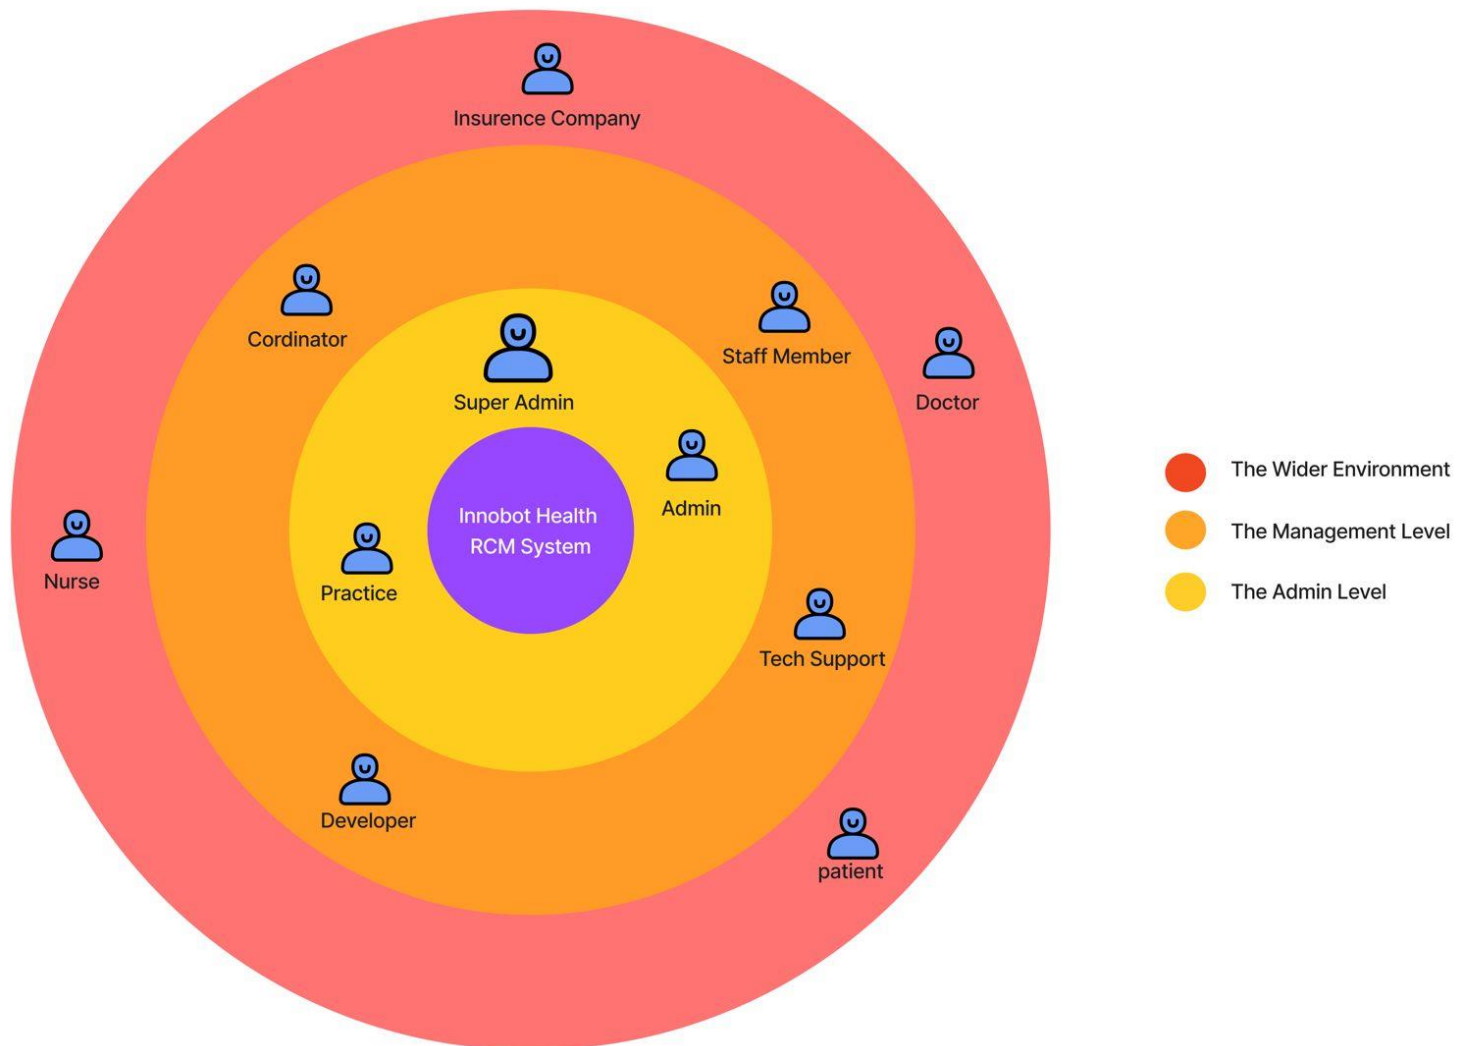 Insurence Company
Cordinator
Staff Member
Super Admin
Doctor
Admin
Innobot Health
RCM System
Nurse
Practice
Tech Support
Developer
patient
The Wider Environment
The Management Level
The Admin Level